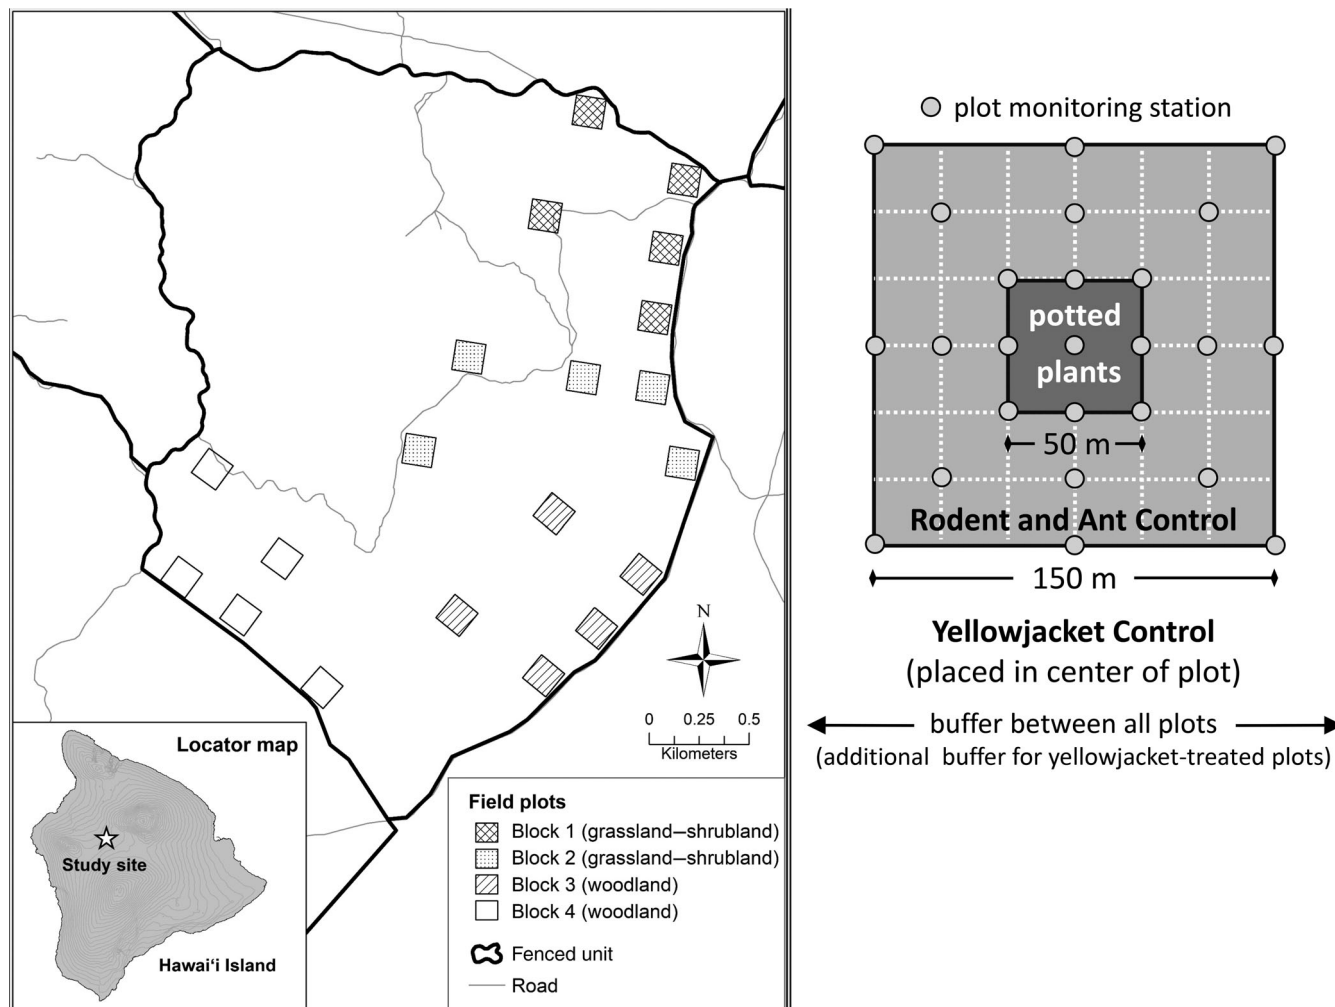 N
0 0.25 0.5
Kilometers
Locator map
Study site
Hawai‘i Island
Field plots
Block 1 (grassland–shrubland)
Block 2 (grassland–shrubland)
Block 3 (woodland)
Block 4 (woodland)
Fenced unit
Road
plot monitoring station
potted
plants
50 m
Rodent and Ant Control
150 m
Yellowjacket Control
(placed in center of plot)
buffer between all plots
(additional buffer for yellowjacket-treated plots)